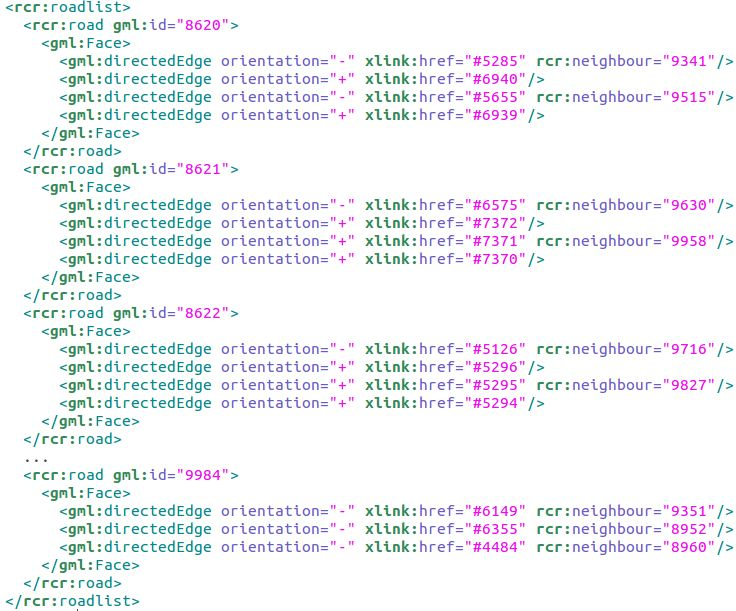 <rcr:roadlist>
  <rcr:road gml:id="8620">
    <gml:Face>
      <gml:directedEdge orientation="-" xlink:href="#5285" rcr:neighbour="9341"/>
      <gml:directedEdge orientation="+" xlink:href="#6940"/>
      <gml:directedEdge orientation="-" xlink:href="#5655" rcr:neighbour="9515"/>
      <gml:directedEdge orientation="+" xlink:href="#6939"/>
    </gml:Face>
  </rcr:road>
  <rcr:road gml:id="8621">
    <gml:Face>
      <gml:directedEdge orientation="-" xlink:href="#6575" rcr:neighbour="9630"/>
      <gml:directedEdge orientation="+" xlink:href="#7372"/>
      <gml:directedEdge orientation="+" xlink:href="#7371" rcr:neighbour="9958"/>
      <gml:directedEdge orientation="+" xlink:href="#7370"/>
    </gml:Face>
  </rcr:road>
  <rcr:road gml:id="8622">
    <gml:Face>
      <gml:directedEdge orientation="-" xlink:href="#5126" rcr:neighbour="9716"/>
      <gml:directedEdge orientation="+" xlink:href="#5296"/>
      <gml:directedEdge orientation="+" xlink:href="#5295" rcr:neighbour="9827"/>
      <gml:directedEdge orientation="+" xlink:href="#5294"/>
    </gml:Face>
  </rcr:road>
  ...
  <rcr:road gml:id="9984">
    <gml:Face>
      <gml:directedEdge orientation="-" xlink:href="#6149" rcr:neighbour="9351"/>
      <gml:directedEdge orientation="-" xlink:href="#6355" rcr:neighbour="8952"/>
      <gml:directedEdge orientation="-" xlink:href="#4484" rcr:neighbour="8960"/>
    </gml:Face>
  </rcr:road>
</rcr:roadlist>